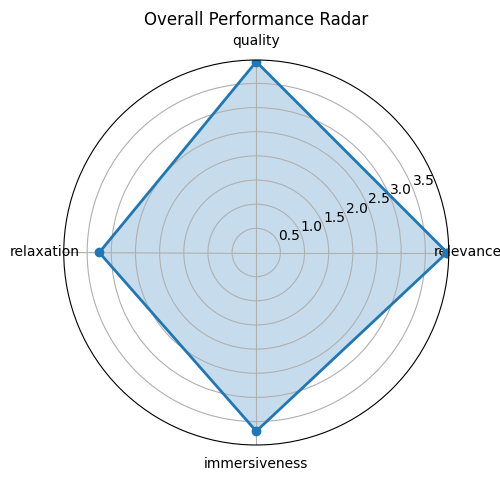 Overall Performance Radar
quality
3.5
3.0
2.5
2.0
1.5
1.0
0.5
relaxation
relevance
immersiveness